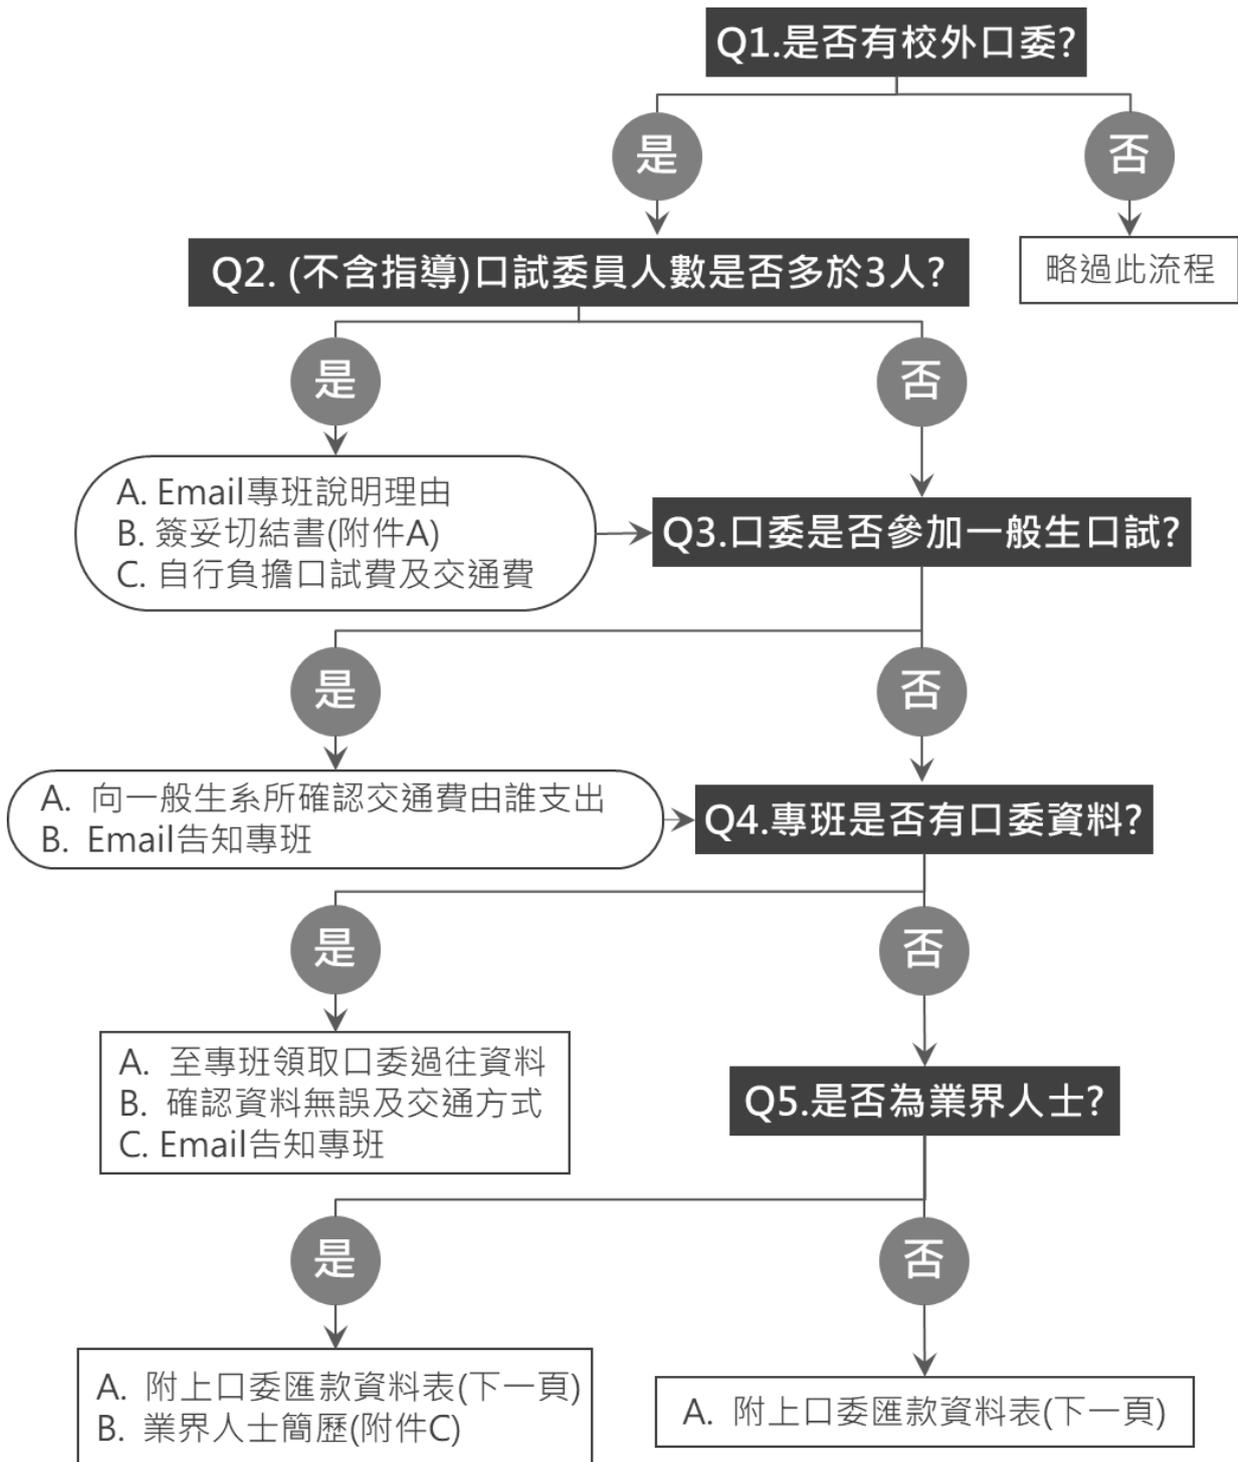 Q1.是否有校外口委?
是
否
Q2. (不含指導)口試委員人數是否多於3人?
略過此流程
是
否
A. Email專班說明理由
B. 簽妥切結書(附件A)
C. 自行負擔口試費及交通費
Q3.口委是否參加一般生口試?
是
否
A. 向一般生系所確認交通費由誰支出
B. Email告知專班
Q4.專班是否有口委資料?
是
否
A. 至專班領取口委過往資料
B. 確認資料無誤及交通方式
C. Email告知專班
Q5.是否為業界人士?
是
否
A. 附上口委匯款資料表(下一頁)
B. 業界人士簡歷(附件C)
A. 附上口委匯款資料表(下一頁)